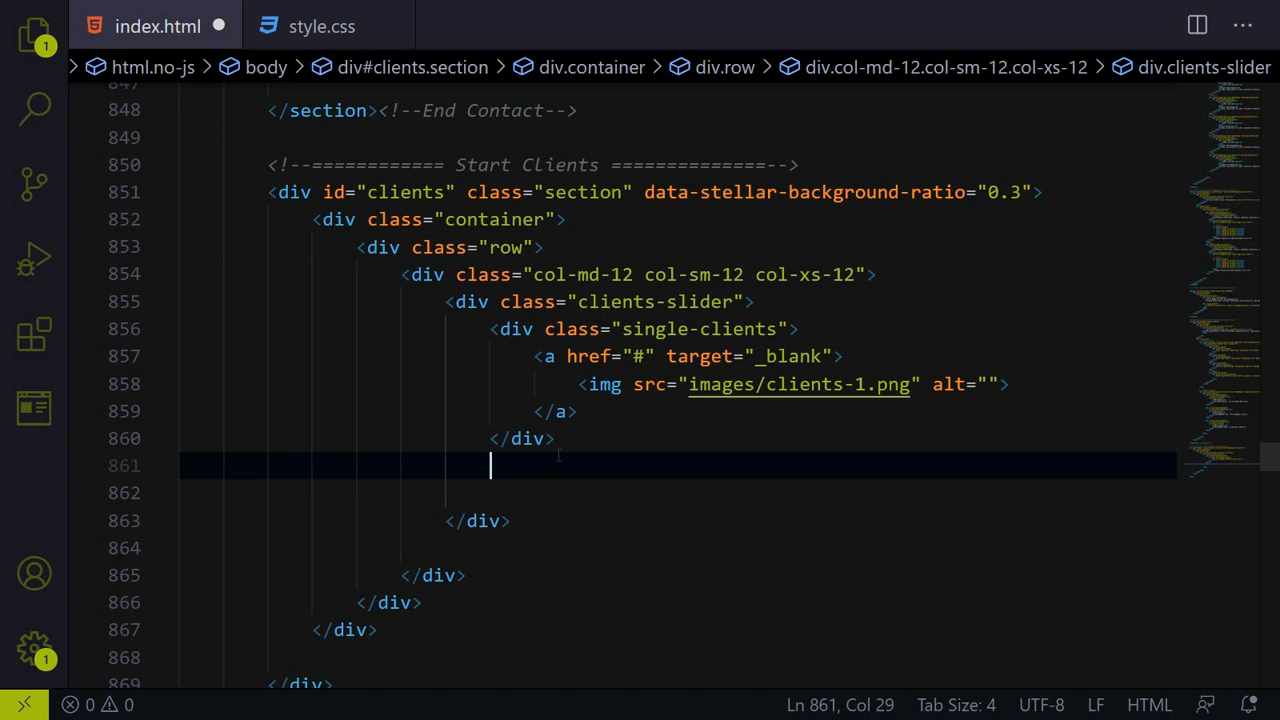 index.html
style.css
html.no-js
body
div#clients.section
div.container
div.row
div.col-md-12.col-sm-12.col-xs-12
div.clients-slider
847
848 </section><!--End Contact-->
849
850 <!--============ Start Clients ==============-->
851 <div id="clients" class="section" data-stellar-background-ratio="0.3">
852 <div class="container">
853 <div class="row">
854 <div class="col-md-12 col-sm-12 col-xs-12">
855 <div class="clients-slider">
856 <div class="single-clients">
857 <a href="#" target="_blank">
858 <img src="images/clients-1.png" alt="">
859 </a>
860 </div>
861
862
863 </div>
864
865 </div>
866 </div>
867 </div>
868
869 </div>
1
1
0 0 Ln 861, Col 29 Tab Size: 4 UTF-8 LF HTML